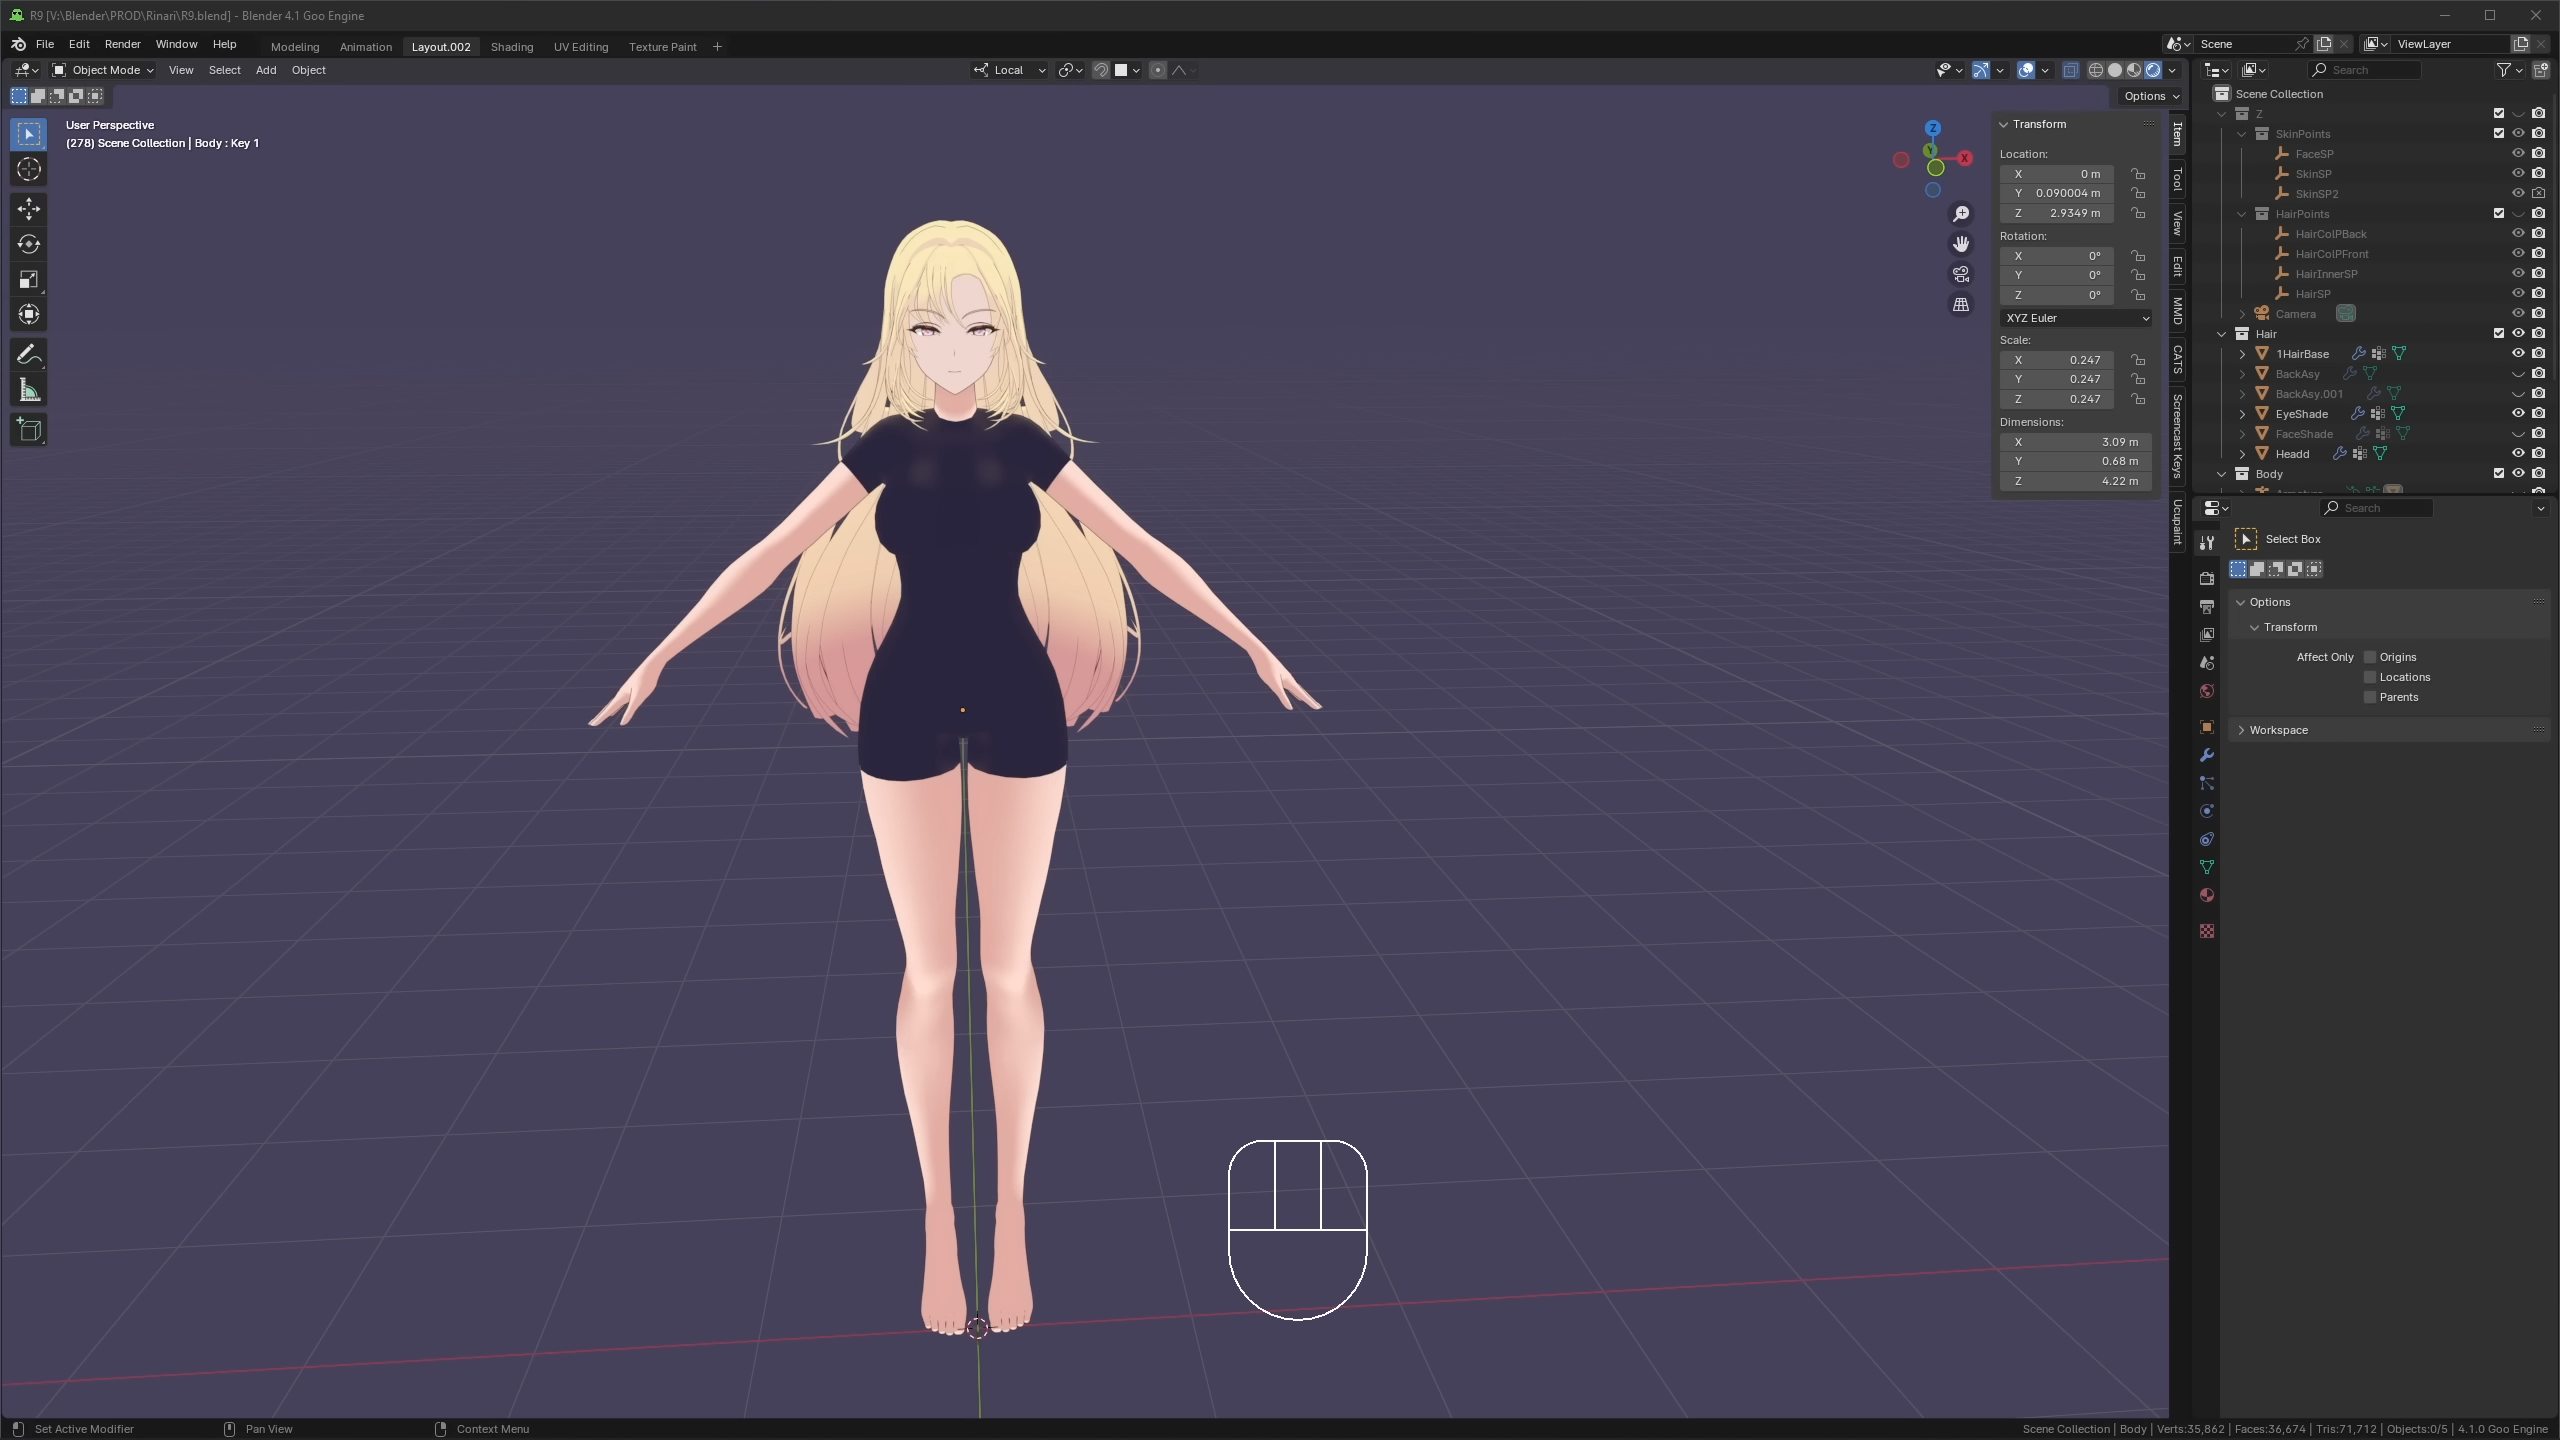 R9 [V:\Blender\PROD\Rinari\R9.blend] - Blender 4.1 Goo Engine
File Edit Render Window Help Modeling Animation Layout.002 Shading UV Editing Texture Paint + Scene ViewLayer
Object Mode View Select Add Object Local Search
Options
User Perspective
(278) Scene Collection | Body : Key 1
Z
Y
X
Transform
Location:
X 0 m
Y 0.090004 m
Z 2.9349 m
Rotation:
X 0°
Y 0°
Z 0°
XYZ Euler
Scale:
X 0.247
Y 0.247
Z 0.247
Dimensions:
X 3.09 m
Y 0.68 m
Z 4.22 m
Item
Tool
View
Edit
MMD
CATS
Screencast Keys
Ucupaint
Scene Collection
Z
SkinPoints
FaceSP
SkinSP
SkinSP2
HairPoints
HairColPBack
HairColPFront
HairInnerSP
HairSP
Camera
Hair
1HairBase
BackAsy
BackAsy.001
EyeShade
FaceShade
Headd
Body
Search
Select Box
Options
Transform
Affect Only Origins
Locations
Parents
Workspace
Set Active Modifier Pan View Context Menu Scene Collection | Body | Verts:35,862 | Faces:36,674 | Tris:71,712 | Objects:0/5 | 4.1.0 Goo Engine